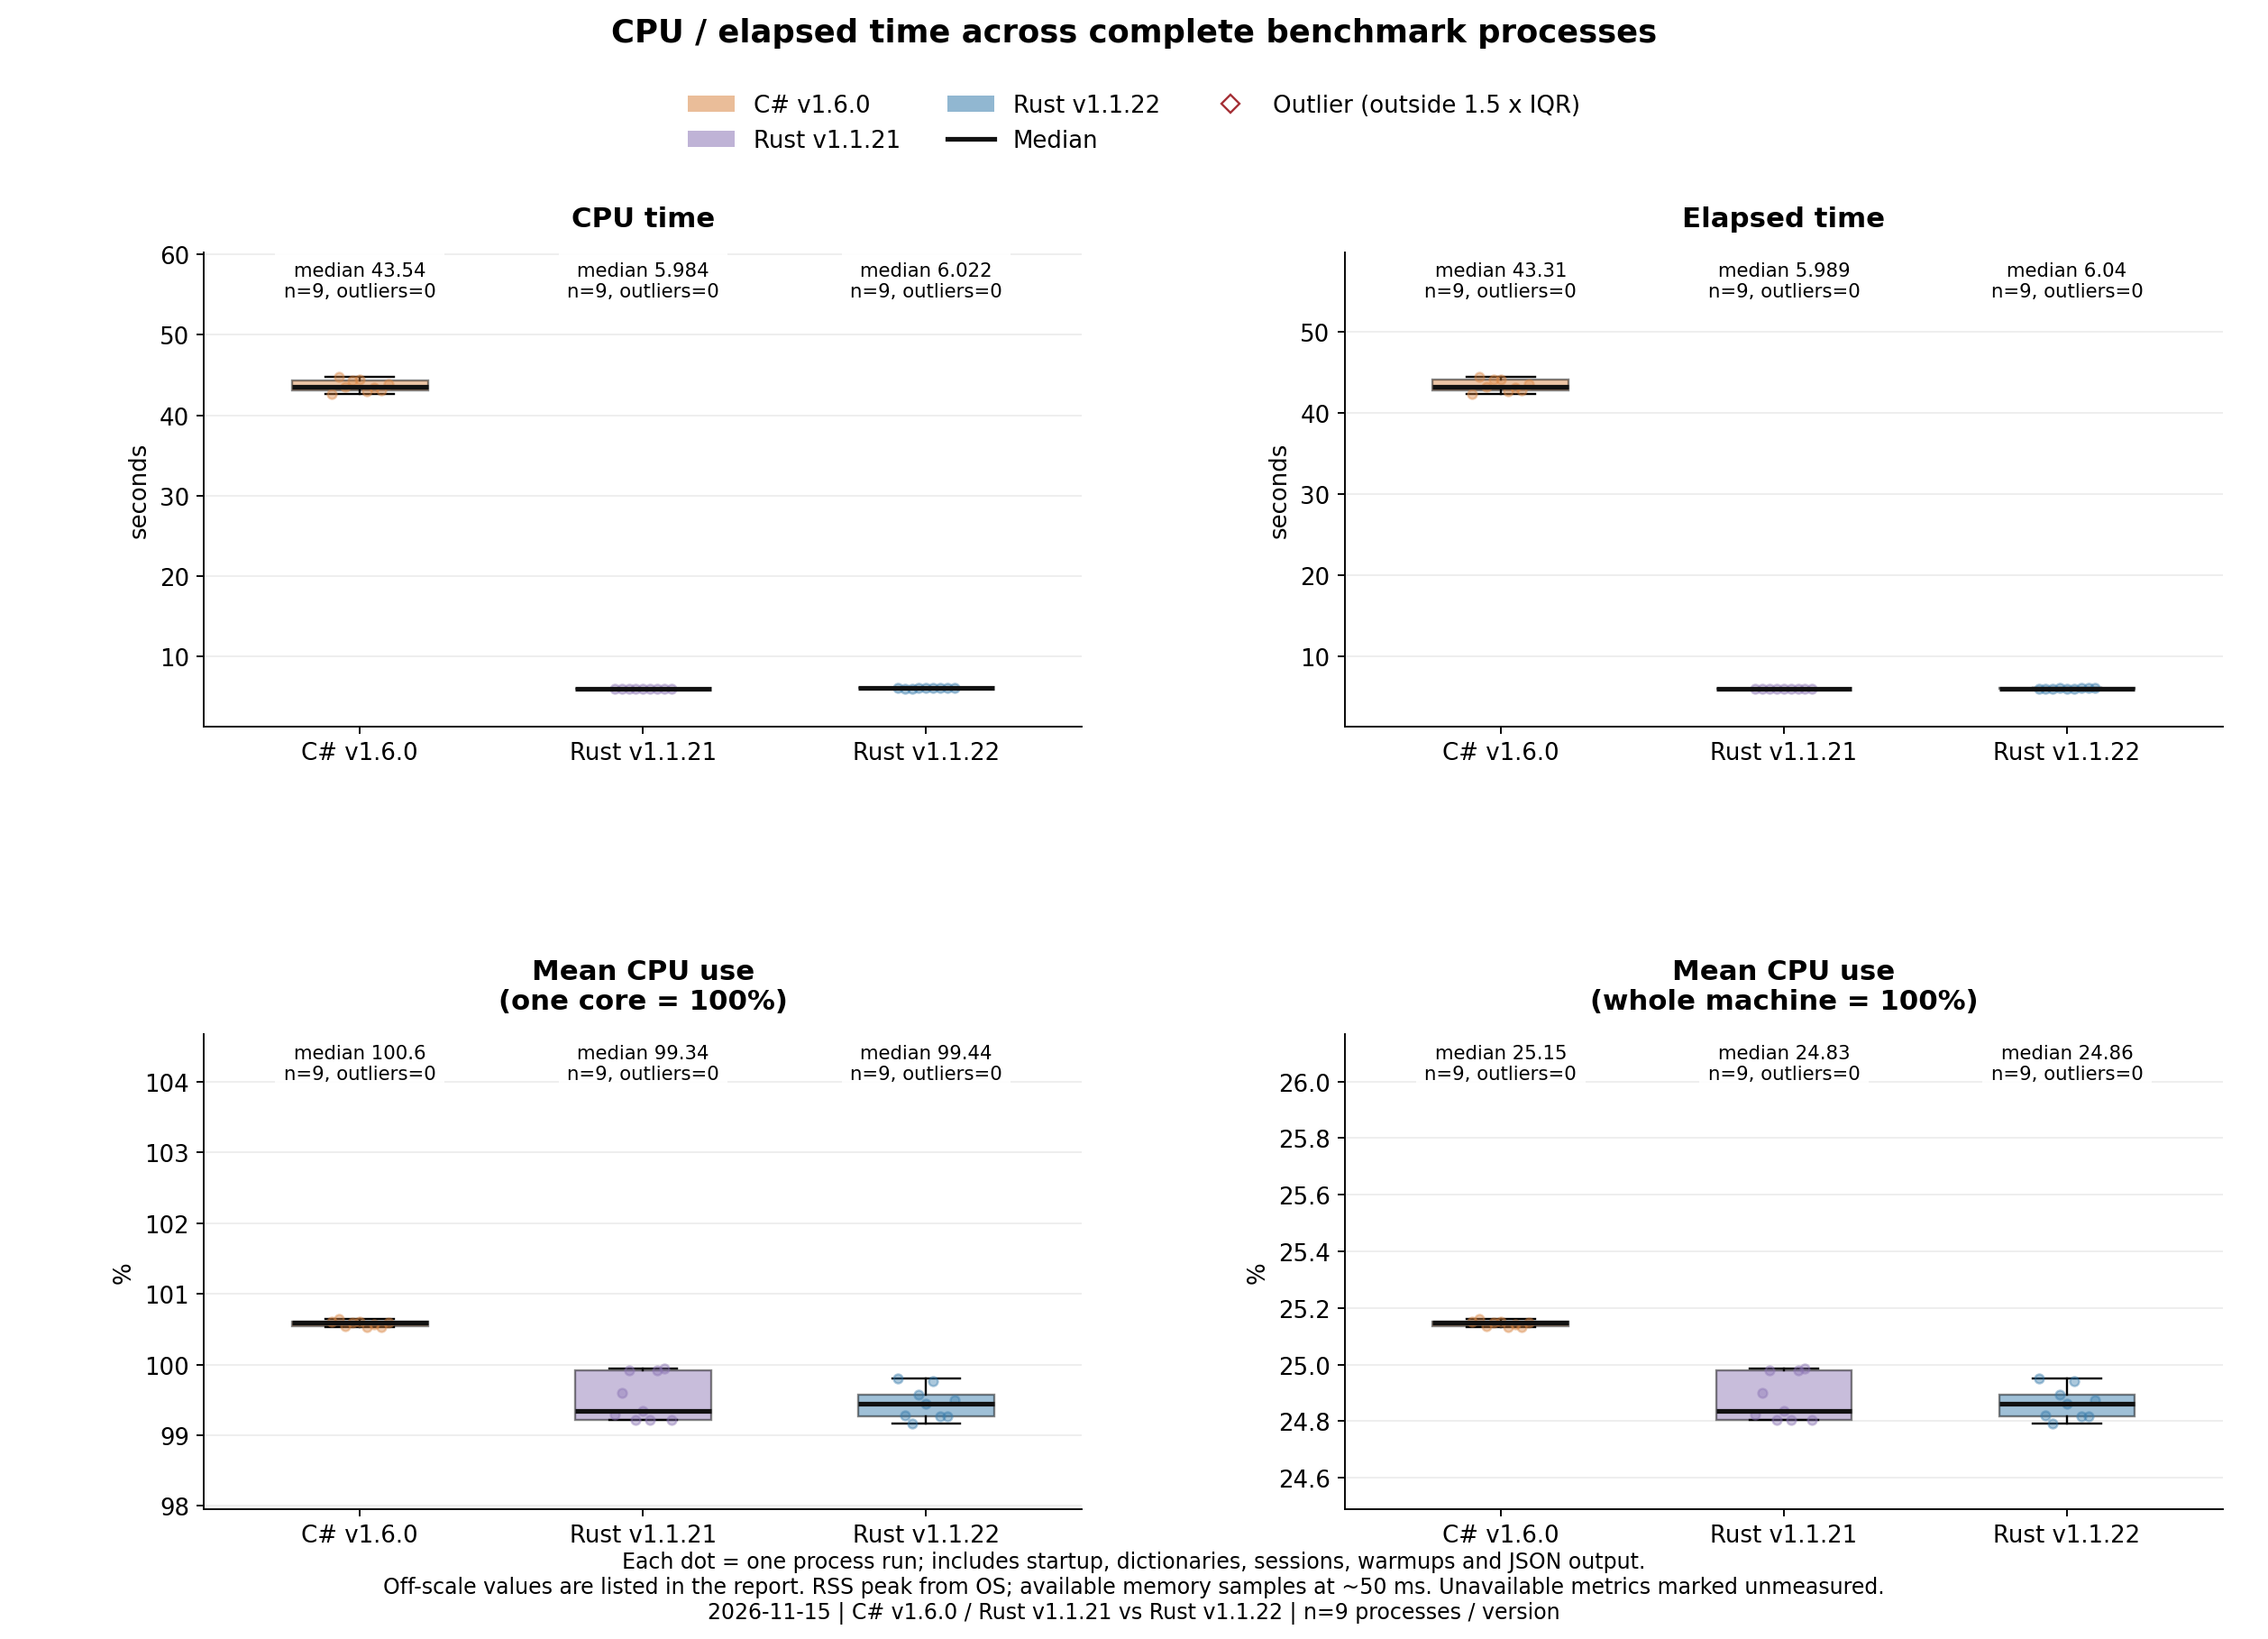 CPU / elapsed time across complete benchmark processes
C# v1.6.0
Rust v1.1.22
Outlier (outside 1.5 x IQR)
Rust v1.1.21
Median
CPU time
seconds
60
50
40
30
20
10
median 43.54
n=9, outliers=0
median 5.984
n=9, outliers=0
median 6.022
n=9, outliers=0
C# v1.6.0
Rust v1.1.21
Rust v1.1.22
Elapsed time
seconds
50
40
30
20
10
median 43.31
n=9, outliers=0
median 5.989
n=9, outliers=0
median 6.04
n=9, outliers=0
C# v1.6.0
Rust v1.1.21
Rust v1.1.22
Mean CPU use
(one core = 100%)
%
104
103
102
101
100
99
98
median 100.6
n=9, outliers=0
median 99.34
n=9, outliers=0
median 99.44
n=9, outliers=0
C# v1.6.0
Rust v1.1.21
Rust v1.1.22
Mean CPU use
(whole machine = 100%)
%
26.0
25.8
25.6
25.4
25.2
25.0
24.8
24.6
median 25.15
n=9, outliers=0
median 24.83
n=9, outliers=0
median 24.86
n=9, outliers=0
C# v1.6.0
Rust v1.1.21
Rust v1.1.22
Each dot = one process run; includes startup, dictionaries, sessions, warmups and JSON output.
Off-scale values are listed in the report. RSS peak from OS; available memory samples at ~50 ms. Unavailable metrics marked unmeasured.
2026-11-15 | C# v1.6.0 / Rust v1.1.21 vs Rust v1.1.22 | n=9 processes / version